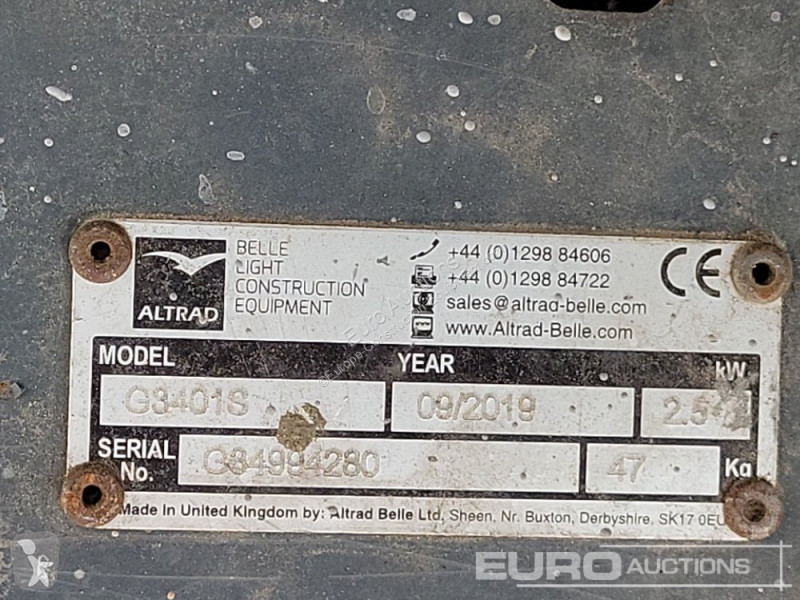 ALTRAD
BELLE
LIGHT
CONSTRUCTION
EQUIPMENT
+44 (0)1298 84606
+44 (0)1298 84722
sales@altrad-belle.com
www.Altrad-Belle.com
CE
MODEL YEAR kW
G3401S 09/2019 2.5
SERIAL No. G34994280 47 Kg
Made in United Kingdom by: Altrad Belle Ltd, Sheen, Nr. Buxton, Derbyshire, SK17 0EU
EURO AUCTIONS